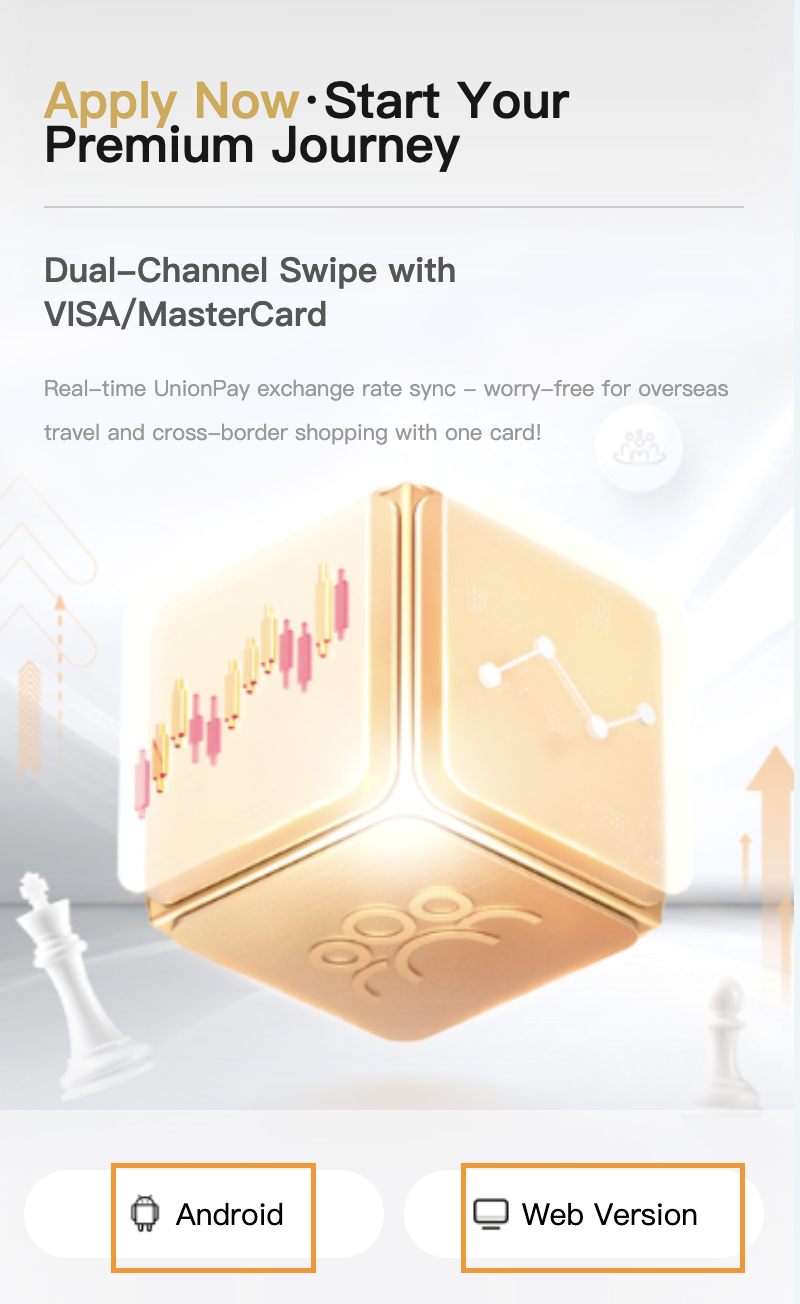 Apply Now·Start Your
Premium Journey
Dual–Channel Swipe with
VISA/MasterCard
Real–time UnionPay exchange rate sync – worry–free for overseas
travel and cross–border shopping with one card!
Android
Web Version